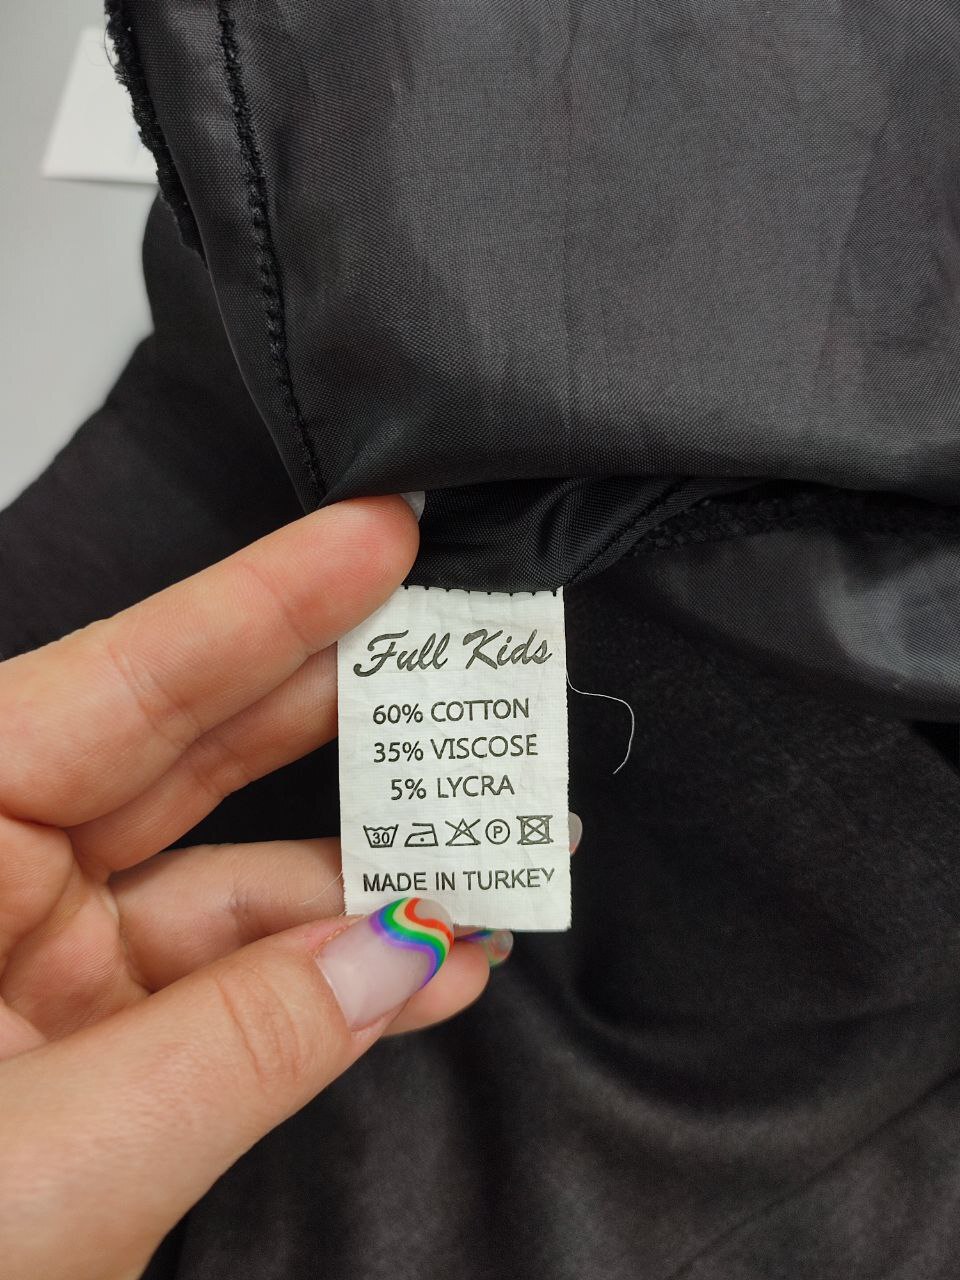 Full Kids
60% COTTON
35% VISCOSE
5% LYCRA
30 P
MADE IN TURKEY